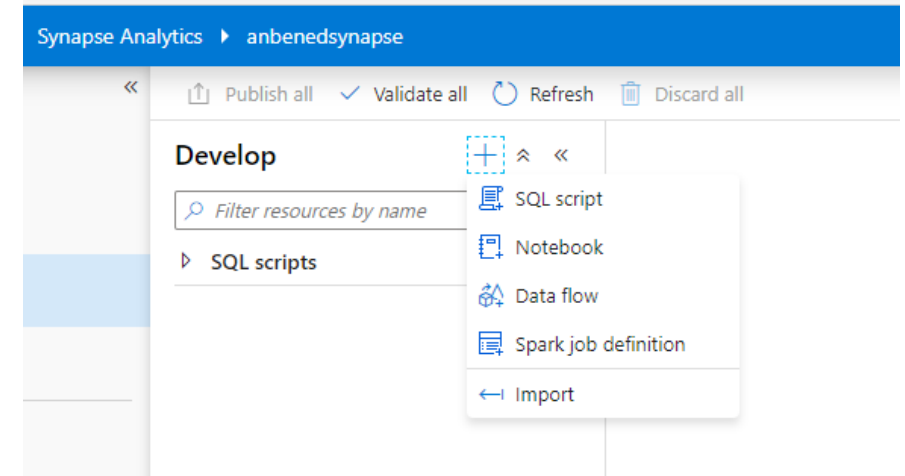 Synapse Analytics anbenedsynapse
Publish all Validate all Refresh Discard all
Develop
Filter resources by name
SQL scripts
SQL script
Notebook
Data flow
Spark job definition
Import